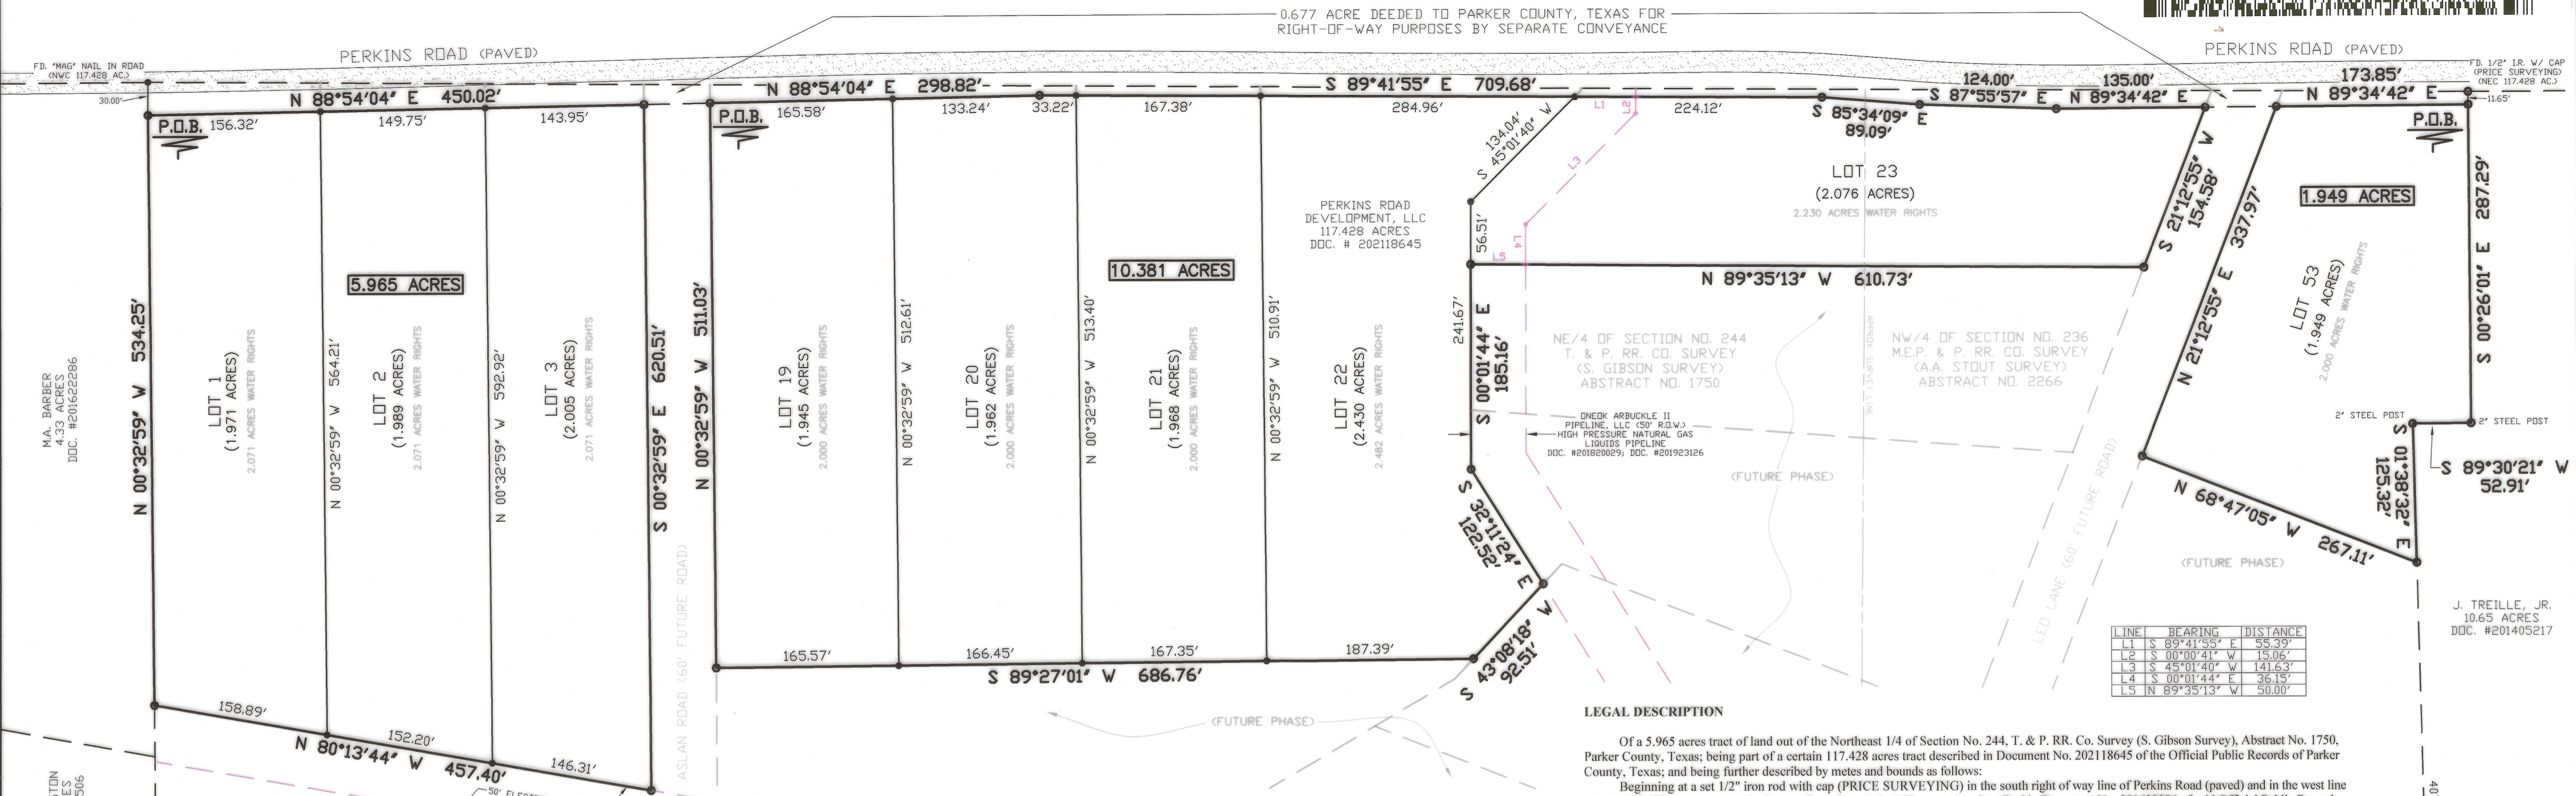 0.677 ACRE DEEDED TO PARKER COUNTY, TEXAS FOR
RIGHT-OF-WAY PURPOSES BY SEPARATE CONVEYANCE
PERKINS ROAD (PAVED)
PERKINS ROAD (PAVED)
FD. "MAG" NAIL IN ROAD
(NWC 117.428 AC.)
30.00'
N 88°54'04" E 450.02'
N 88°54'04" E 298.82'
S 89°41'55" E 709.68'
124.00'
S 87°55'57" E
135.00'
N 89°34'42" E
173.85'
N 89°34'42" E
FD. 1/2" I.R. W/ CAP
(PRICE SURVEYING)
(NEC 117.428 AC.)
11.65'
P.O.B.
156.32'
149.75'
143.95'
P.O.B.
165.58'
133.24'
33.22'
167.38'
284.96'
L1
L2
224.12'
S 85°34'09" E
89.09'
P.O.B.
134.04'
S 45°01'40" W
L3
L4
L5
56.51'
LOT 23
(2.076 ACRES)
2.230 ACRES WATER RIGHTS
S 21°12'55" W
154.58'
N 21°12'55" E 337.97'
1.949 ACRES
LOT 53
(1.949 ACRES)
2.000 ACRES WATER RIGHTS
S 00°26'01" E 287.29'
PERKINS ROAD
DEVELOPMENT, LLC
117.428 ACRES
DOC. # 202118645
5.965 ACRES
10.381 ACRES
N 89°35'13" W 610.73'
M.A. BARBER
4.33 ACRES
DOC. #201622286
N 00°32'59" W 534.25'
LOT 1
(1.971 ACRES)
2.071 ACRES WATER RIGHTS
N 00°32'59" W 564.21'
LOT 2
(1.989 ACRES)
2.071 ACRES WATER RIGHTS
N 00°32'59" W 592.92'
LOT 3
(2.005 ACRES)
2.071 ACRES WATER RIGHTS
S 00°32'59" E 620.51'
ASLAN ROAD (60' FUTURE ROAD)
N 00°32'59" W 511.03'
LOT 19
(1.945 ACRES)
2.000 ACRES WATER RIGHTS
N 00°32'59" W 512.61'
LOT 20
(1.962 ACRES)
2.000 ACRES WATER RIGHTS
N 00°32'59" W 513.40'
LOT 21
(1.968 ACRES)
2.000 ACRES WATER RIGHTS
N 00°32'59" W 510.91'
LOT 22
(2.430 ACRES)
2.482 ACRES WATER RIGHTS
241.67'
S 00°01'44" E
185.16'
NE/4 OF SECTION NO. 244
T. & P. RR. CO. SURVEY
(S. GIBSON SURVEY)
ABSTRACT NO. 1750
APPROX SURVEY LINE
NW/4 OF SECTION NO. 236
M.E.P. & P. RR. CO. SURVEY
(A.A. STOUT SURVEY)
ABSTRACT NO. 2266
ONEOK ARBUCKLE II
PIPELINE, LLC (50' R.O.W.)
HIGH PRESSURE NATURAL GAS
LIQUIDS PIPELINE
DOC. #201820029; DOC. #201923126
(FUTURE PHASE)
LEO LANE (60' FUTURE ROAD)
2" STEEL POST
2" STEEL POST
S 89°30'21" W
52.91'
S 01°38'32" E
125.32'
N 68°47'05" W 267.11'
(FUTURE PHASE)
S 32°11'24" E
122.52'
S 43°08'18" W
92.51'
J. TREILLE, JR.
10.65 ACRES
DOC. #201405217
165.57'
166.45'
167.35'
187.39'
S 89°27'01" W 686.76'
158.89'
152.20'
146.31'
N 80°13'44" W 457.40'
(FUTURE PHASE)
LINE BEARING DISTANCE
L1 S 89°41'55" E 55.39'
L2 S 00°00'41" W 15.06'
L3 S 45°01'40" W 141.63'
L4 S 00°01'44" E 36.15'
L5 N 89°35'13" W 50.00'
LEGAL DESCRIPTION
Of a 5.965 acres tract of land out of the Northeast 1/4 of Section No. 244, T. & P. RR. Co. Survey (S. Gibson Survey), Abstract No. 1750,
Parker County, Texas; being part of a certain 117.428 acres tract described in Document No. 202118645 of the Official Public Records of Parker
County, Texas; and being further described by metes and bounds as follows:
Beginning at a set 1/2" iron rod with cap (PRICE SURVEYING) in the south right of way line of Perkins Road (paved) and in the west line